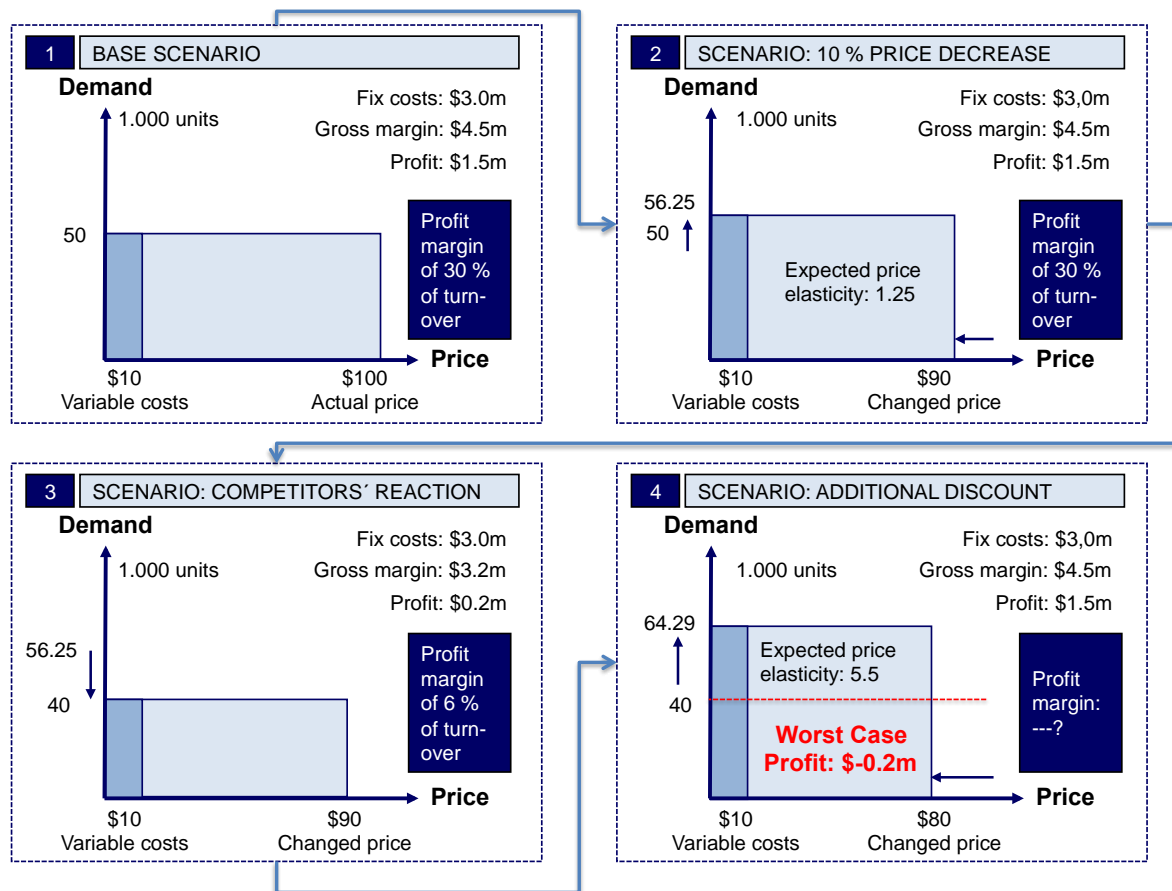 1 BASE SCENARIO
Demand
1.000 units
Fix costs: $3.0m
Gross margin: $4.5m
Profit: $1.5m
50
Profit
margin
of 30 %
of turn-
over
Price
$10
Variable costs
$100
Actual price
2 SCENARIO: 10 % PRICE DECREASE
Demand
1.000 units
Fix costs: $3,0m
Gross margin: $4.5m
Profit: $1.5m
56.25
50
Expected price
elasticity: 1.25
Profit
margin
of 30 %
of turn-
over
Price
$10
Variable costs
$90
Changed price
3 SCENARIO: COMPETITORS´ REACTION
Demand
1.000 units
Fix costs: $3.0m
Gross margin: $3.2m
Profit: $0.2m
56.25
40
Profit
margin
of 6 %
of turn-
over
Price
$10
Variable costs
$90
Changed price
4 SCENARIO: ADDITIONAL DISCOUNT
Demand
1.000 units
Fix costs: $3,0m
Gross margin: $4.5m
Profit: $1.5m
64.29
40
Expected price
elasticity: 5.5
Worst Case
Profit: $-0.2m
Profit
margin:
---?
Price
$10
Variable costs
$80
Changed price